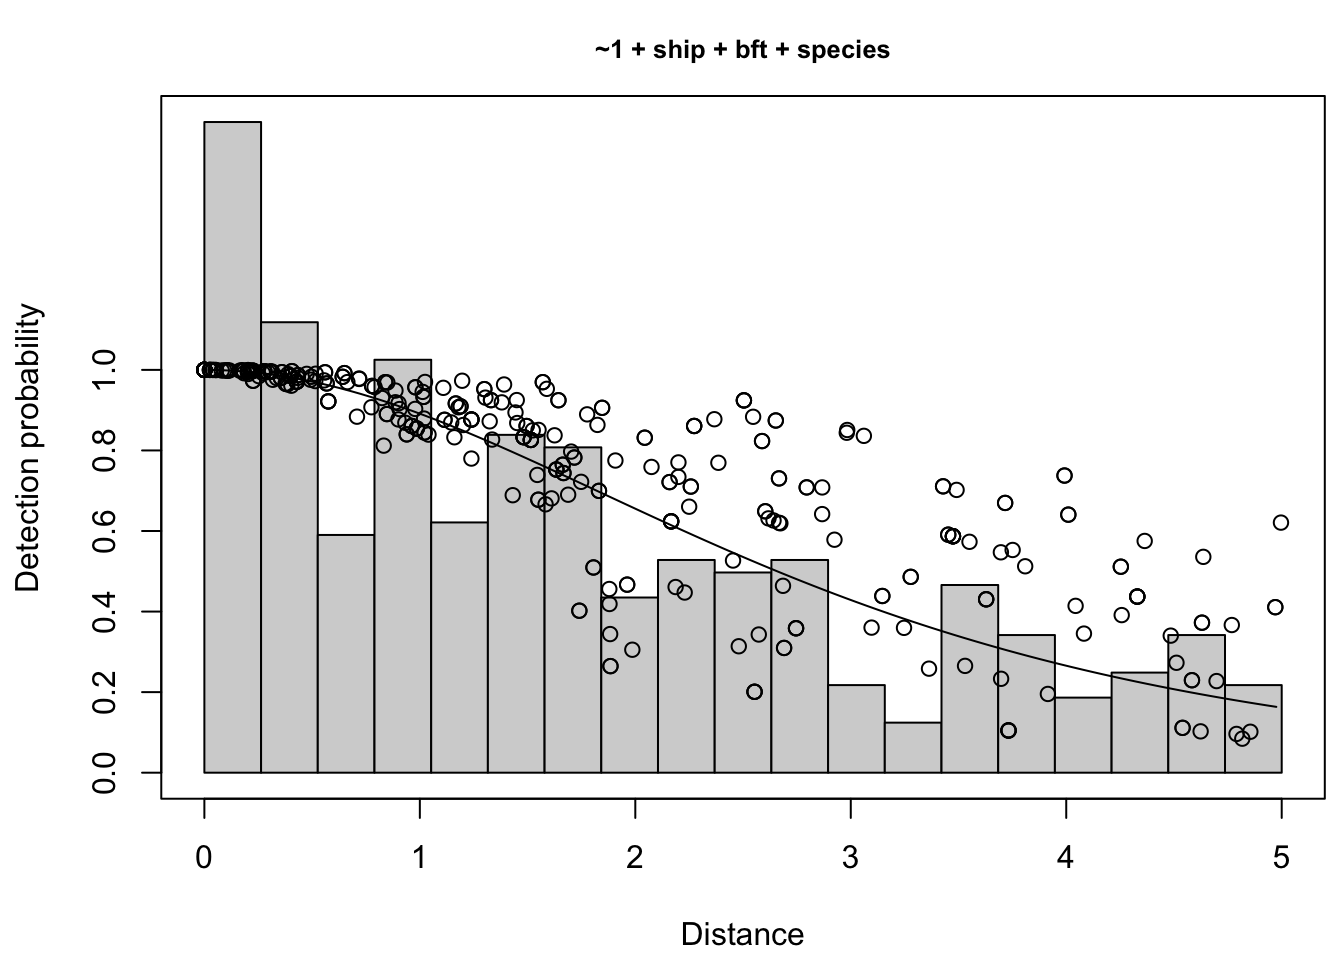 ~1 + ship + bft + species
Detection probability
1.0
0.8
0.6
0.4
0.2
0.0
0 1 2 3 4 5
Distance